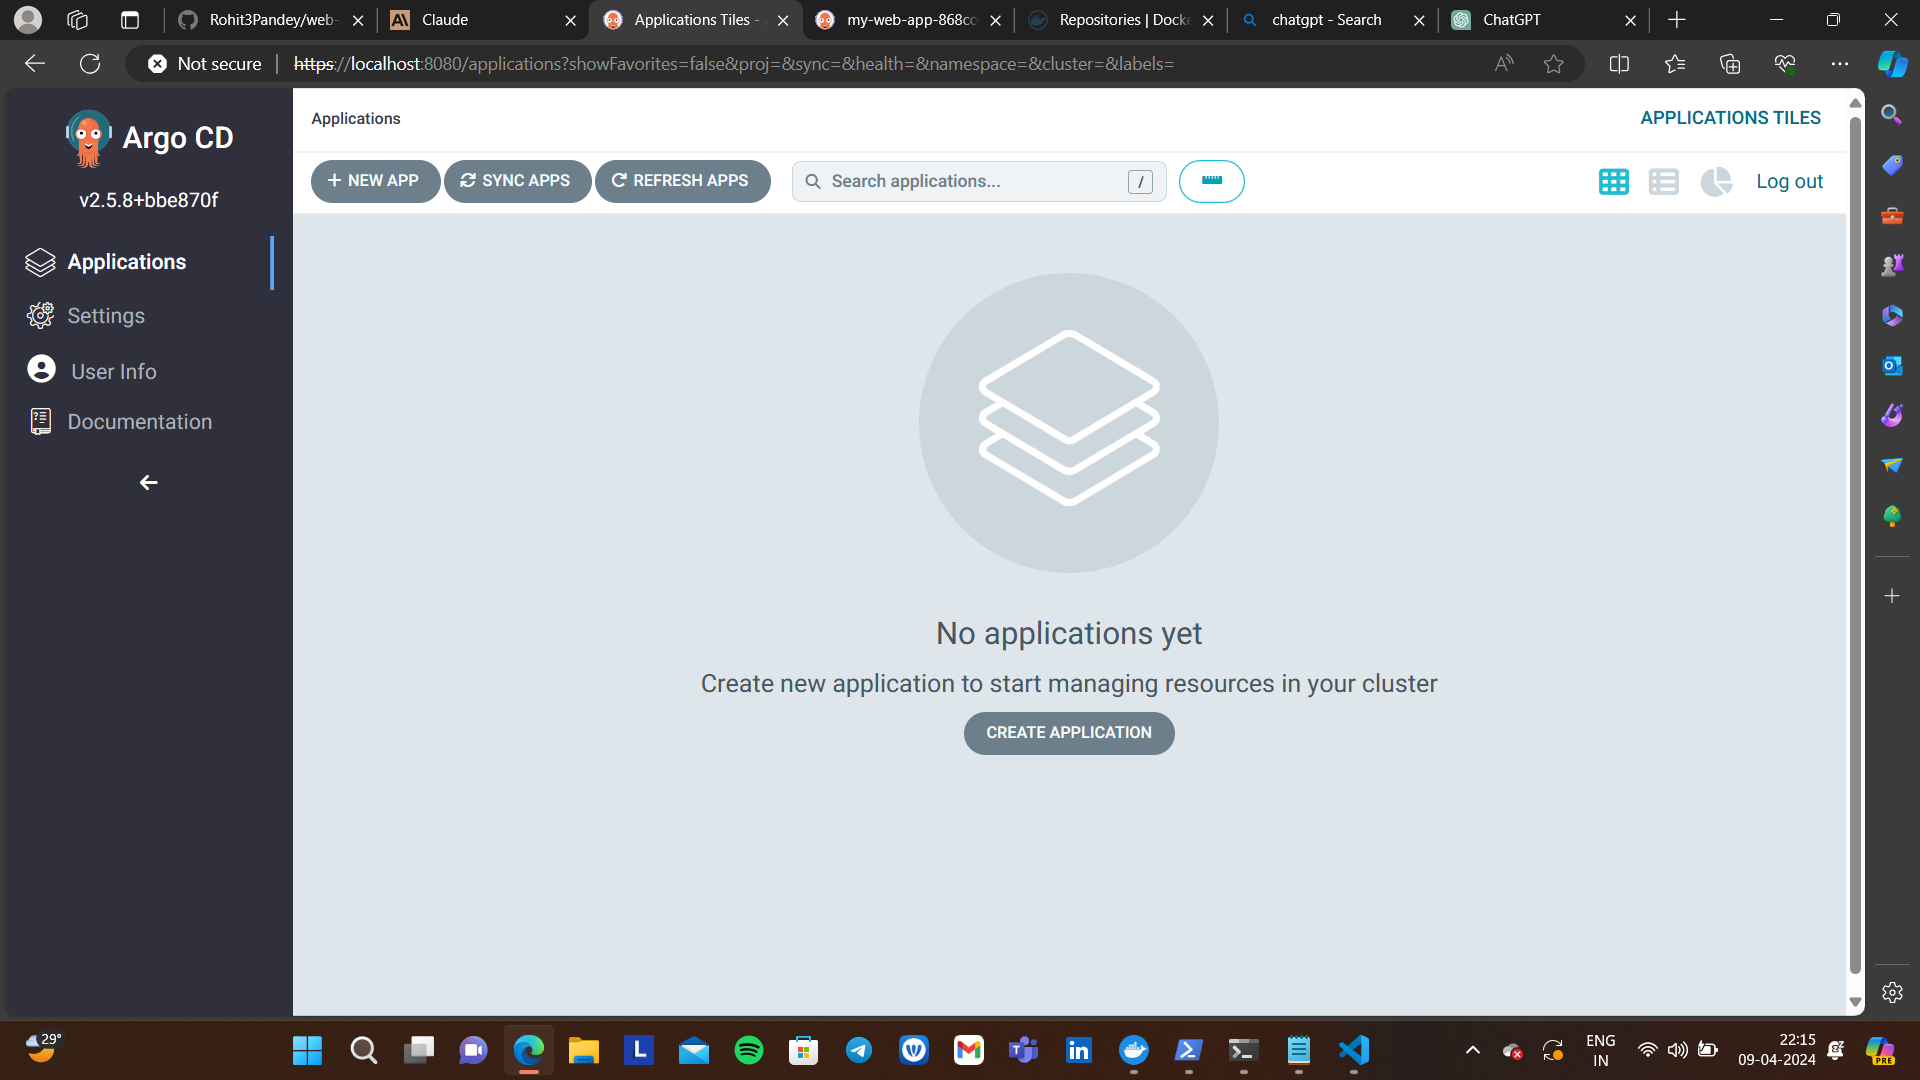 Rohit3Pandey/web-
Claude
Applications Tiles -
my-web-app-868cc
Repositories | Docke
chatgpt - Search
ChatGPT
Not secure
https://localhost:8080/applications?showFavorites=false&proj=&sync=&health=&namespace=&cluster=&labels=
Argo CD
v2.5.8+bbe870f
Applications
Settings
User Info
Documentation
Applications
APPLICATIONS TILES
+ NEW APP
SYNC APPS
REFRESH APPS
Search applications...
/
Log out
No applications yet
Create new application to start managing resources in your cluster
CREATE APPLICATION
29°
ENG
IN
22:15
09-04-2024
PRE